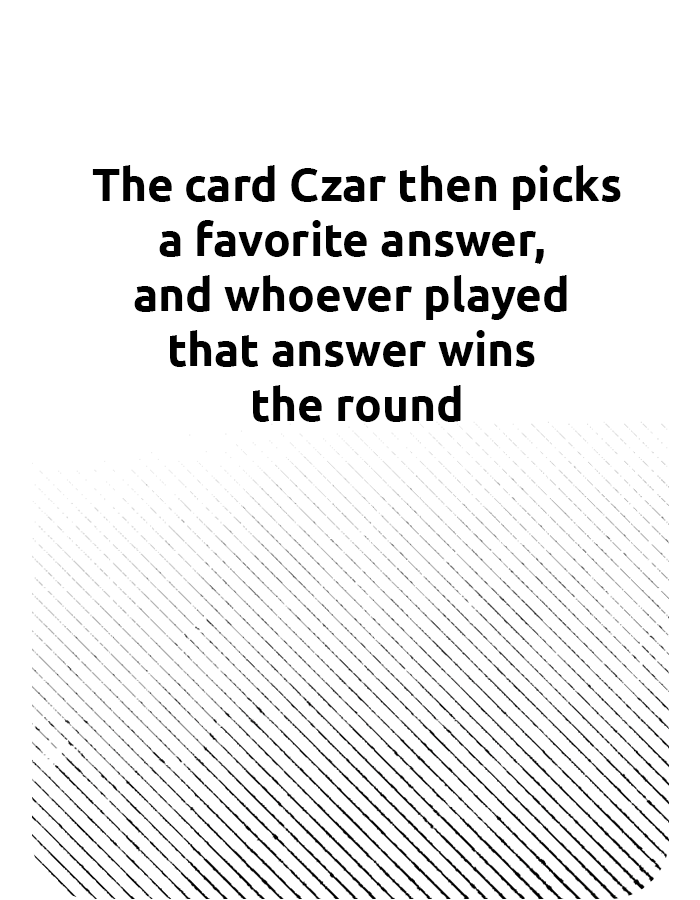 The card Czar then picks
a favorite answer,
and whoever played
that answer wins
the round